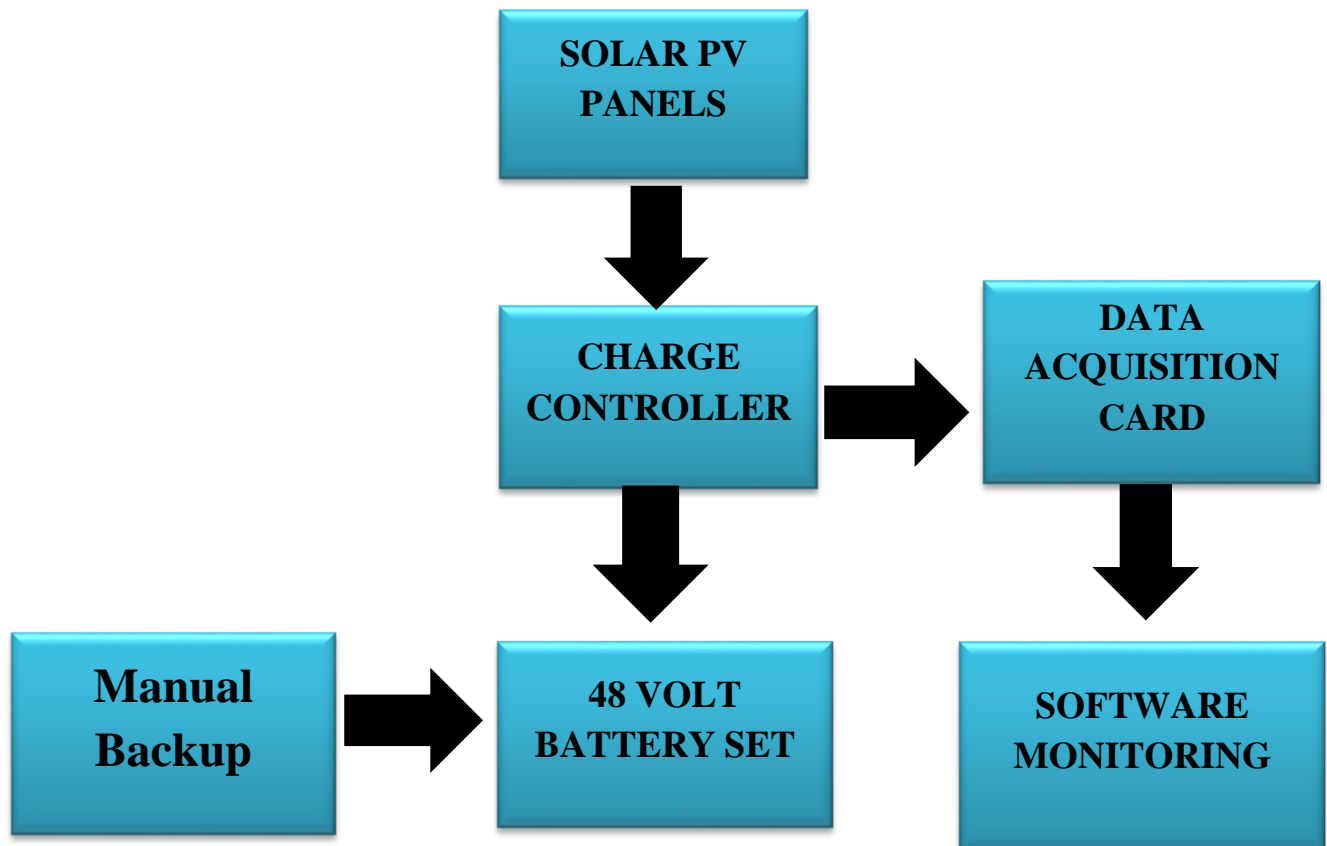 SOLAR PV
PANELS
CHARGE
CONTROLLER
DATA
ACQUISITION
CARD
Manual
Backup
48 VOLT
BATTERY SET
SOFTWARE
MONITORING